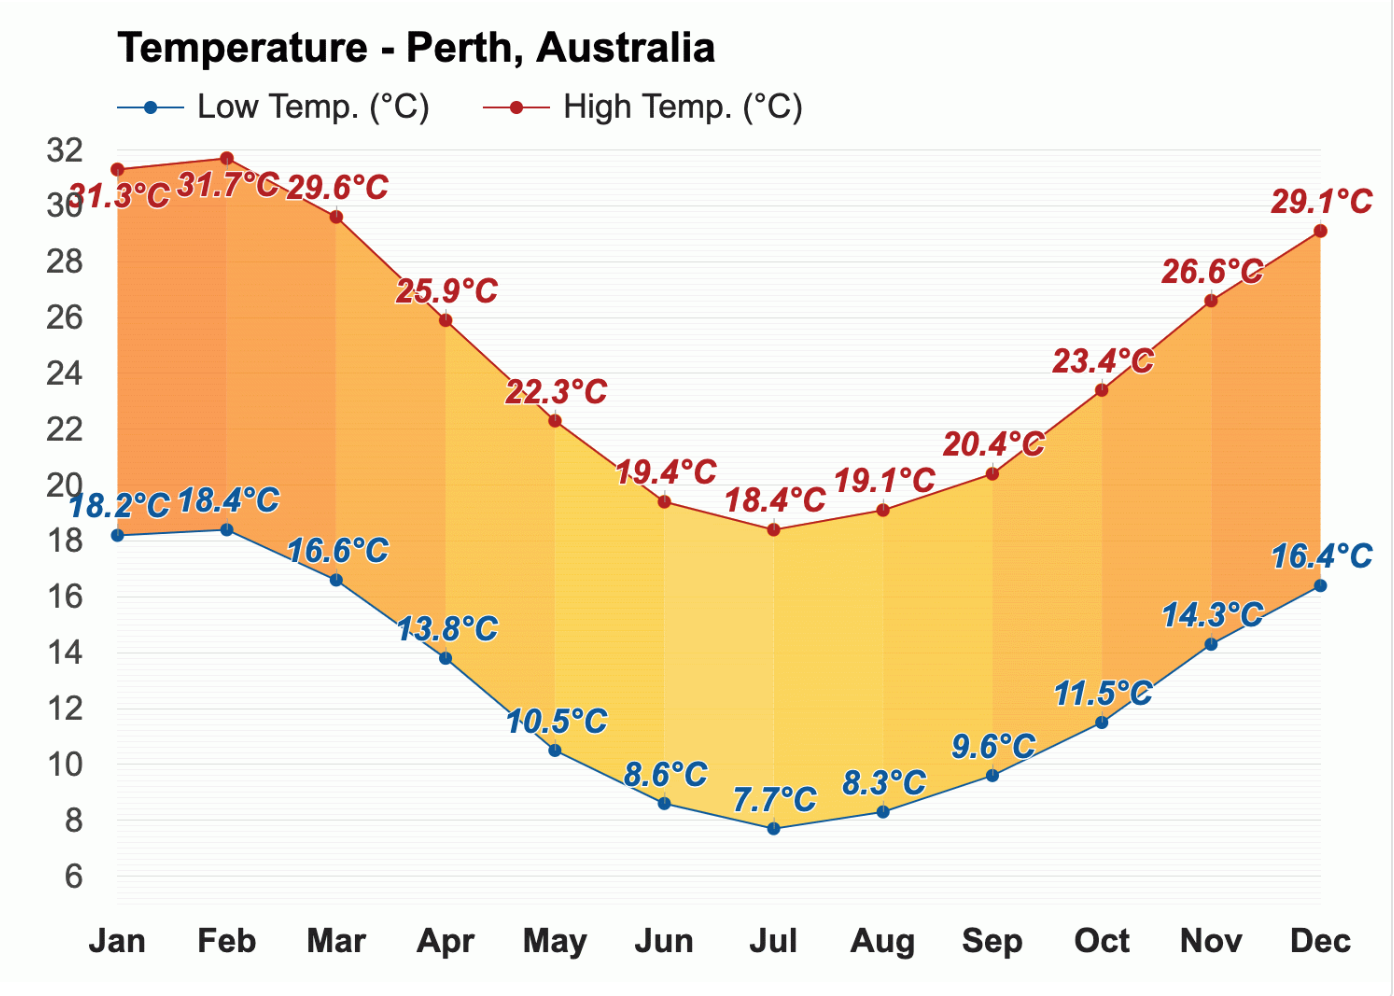 Temperature - Perth, Australia
Low Temp. (°C) High Temp. (°C)
32
30
28
26
24
22
20
18
16
14
12
10
8
6
31.3°C 31.7°C 29.6°C 25.9°C 22.3°C 19.4°C 18.4°C 19.1°C 20.4°C 23.4°C 26.6°C 29.1°C
18.2°C 18.4°C 16.6°C 13.8°C 10.5°C 8.6°C 7.7°C 8.3°C 9.6°C 11.5°C 14.3°C 16.4°C
Jan Feb Mar Apr May Jun Jul Aug Sep Oct Nov Dec